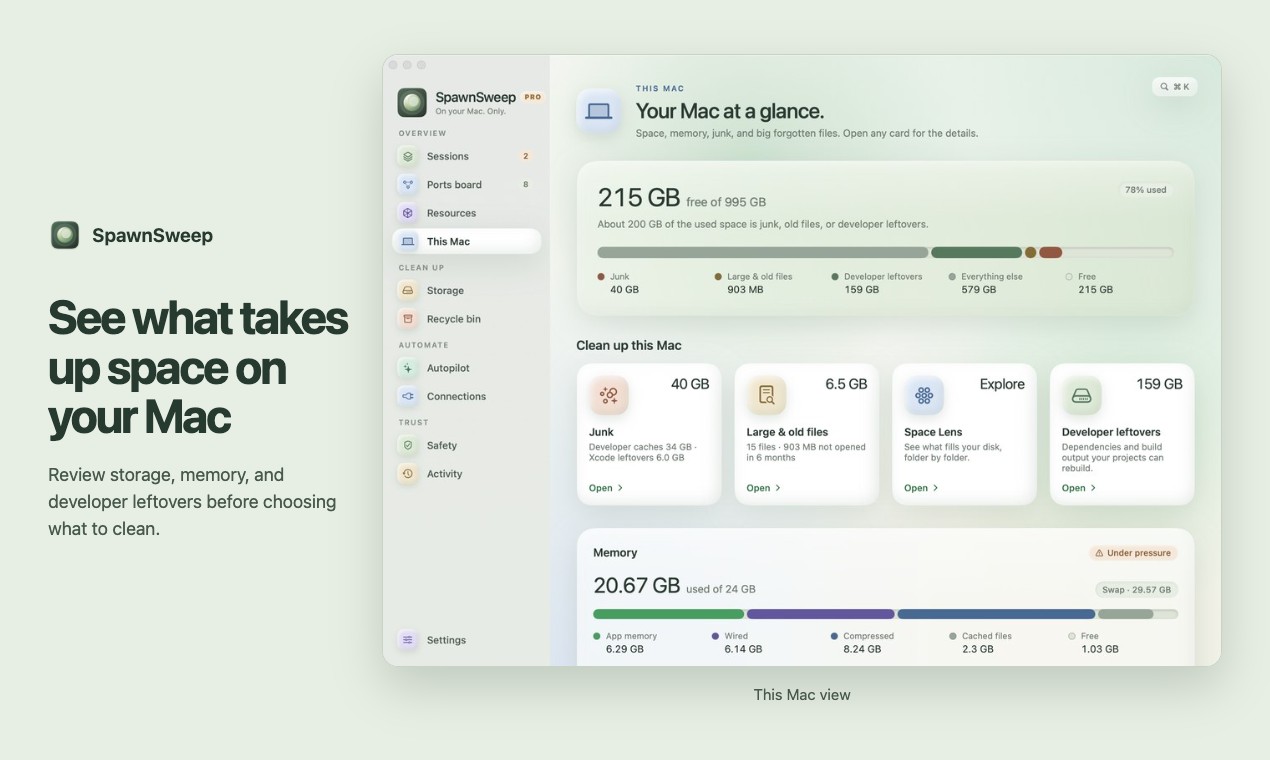 SpawnSweep
See what takes
up space on
your Mac
Review storage, memory, and
developer leftovers before choosing
what to clean.
SpawnSweep PRO
On your Mac. Only.
OVERVIEW
Sessions 2
Ports board 8
Resources
This Mac
CLEAN UP
Storage
Recycle bin
AUTOMATE
Autopilot
Connections
TRUST
Safety
Activity
Settings
THIS MAC
Your Mac at a glance.
Space, memory, junk, and big forgotten files. Open any card for the details.
⌘ K
215 GB free of 995 GB
78% used
About 200 GB of the used space is junk, old files, or developer leftovers.
Junk
40 GB
Large & old files
903 MB
Developer leftovers
159 GB
Everything else
579 GB
Free
215 GB
Clean up this Mac
40 GB
Junk
Developer caches 34 GB ·
Xcode leftovers 6.0 GB
Open
6.5 GB
Large & old files
15 files · 903 MB not opened
in 6 months
Open
Explore
Space Lens
See what fills your disk,
folder by folder.
Open
159 GB
Developer leftovers
Dependencies and build
output your projects can
rebuild.
Open
Memory
Under pressure
20.67 GB used of 24 GB
Swap · 29.57 GB
App memory
6.29 GB
Wired
6.14 GB
Compressed
8.24 GB
Cached files
2.3 GB
Free
1.03 GB
This Mac view